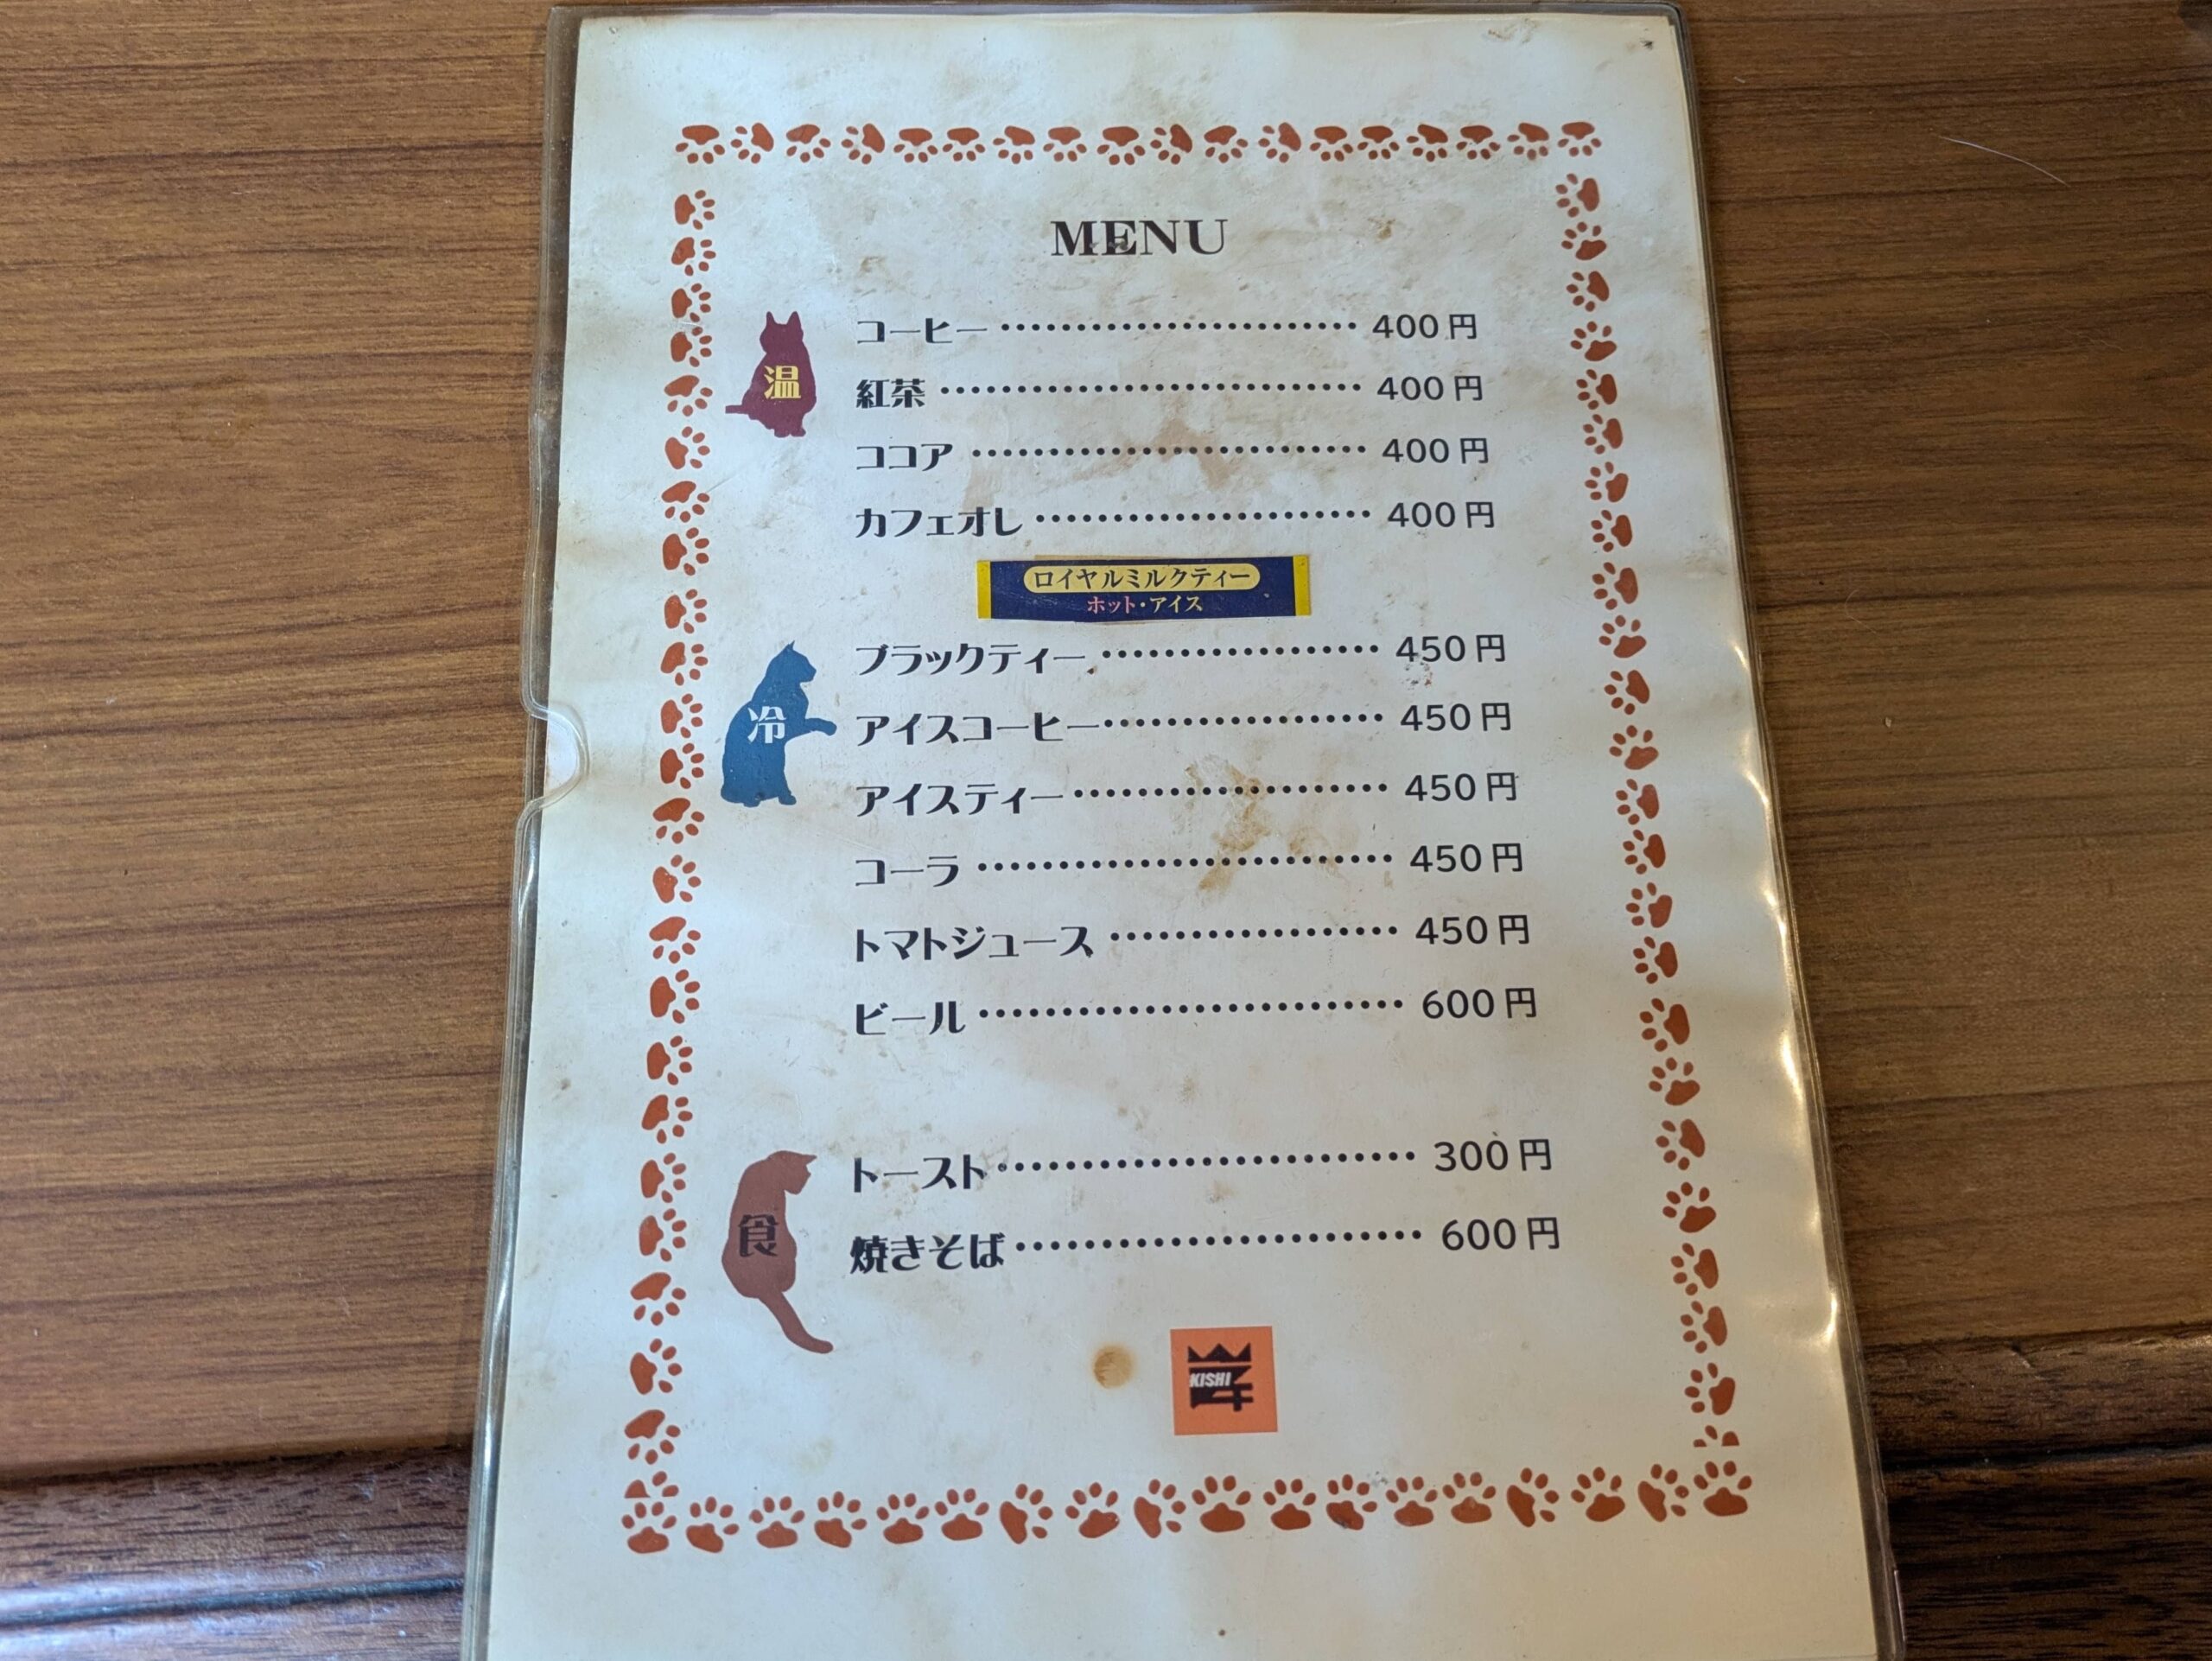 MENU
温
コーヒー ‥‥‥‥‥‥‥‥‥‥‥‥‥‥ 400円
紅茶 ‥‥‥‥‥‥‥‥‥‥‥‥‥‥‥‥ 400円
ココア ‥‥‥‥‥‥‥‥‥‥‥‥‥‥‥ 400円
カフェオレ ‥‥‥‥‥‥‥‥‥‥‥‥‥ 400円
ロイヤルミルクティー
ホット・アイス
冷
ブラックティー ‥‥‥‥‥‥‥‥‥ 450円
アイスコーヒー‥‥‥‥‥‥‥‥‥ 450円
アイスティー‥‥‥‥‥‥‥‥‥‥ 450円
コーラ ‥‥‥‥‥‥‥‥‥‥‥‥‥ 450円
トマトジュース ‥‥‥‥‥‥‥‥‥ 450円
ビール ‥‥‥‥‥‥‥‥‥‥‥‥‥ 600円
食
トースト‥‥‥‥‥‥‥‥‥‥‥‥‥ 300円
焼きそば‥‥‥‥‥‥‥‥‥‥‥‥ 600円
岸
KISHI